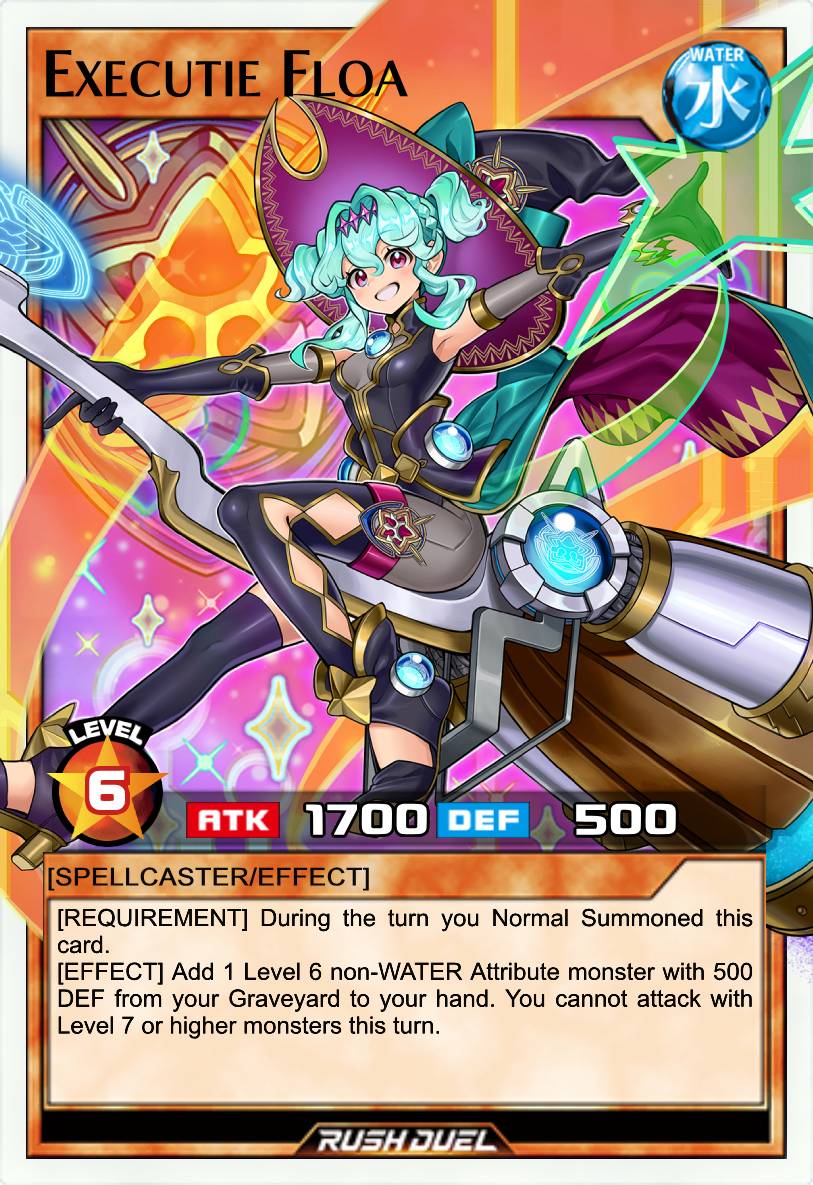 EXECUTIE ELOA
WATER
水
LEVEL
6
ATK 1700 DEF 500
[SPELLCASTER/EFFECT]
[REQUIREMENT] During the turn you Normal Summoned this
card.
[EFFECT] Add 1 Level 6 non-WATER Attribute monster with 500
DEF from your Graveyard to your hand. You cannot attack with
Level 7 or higher monsters this turn.
RUSH DUEL